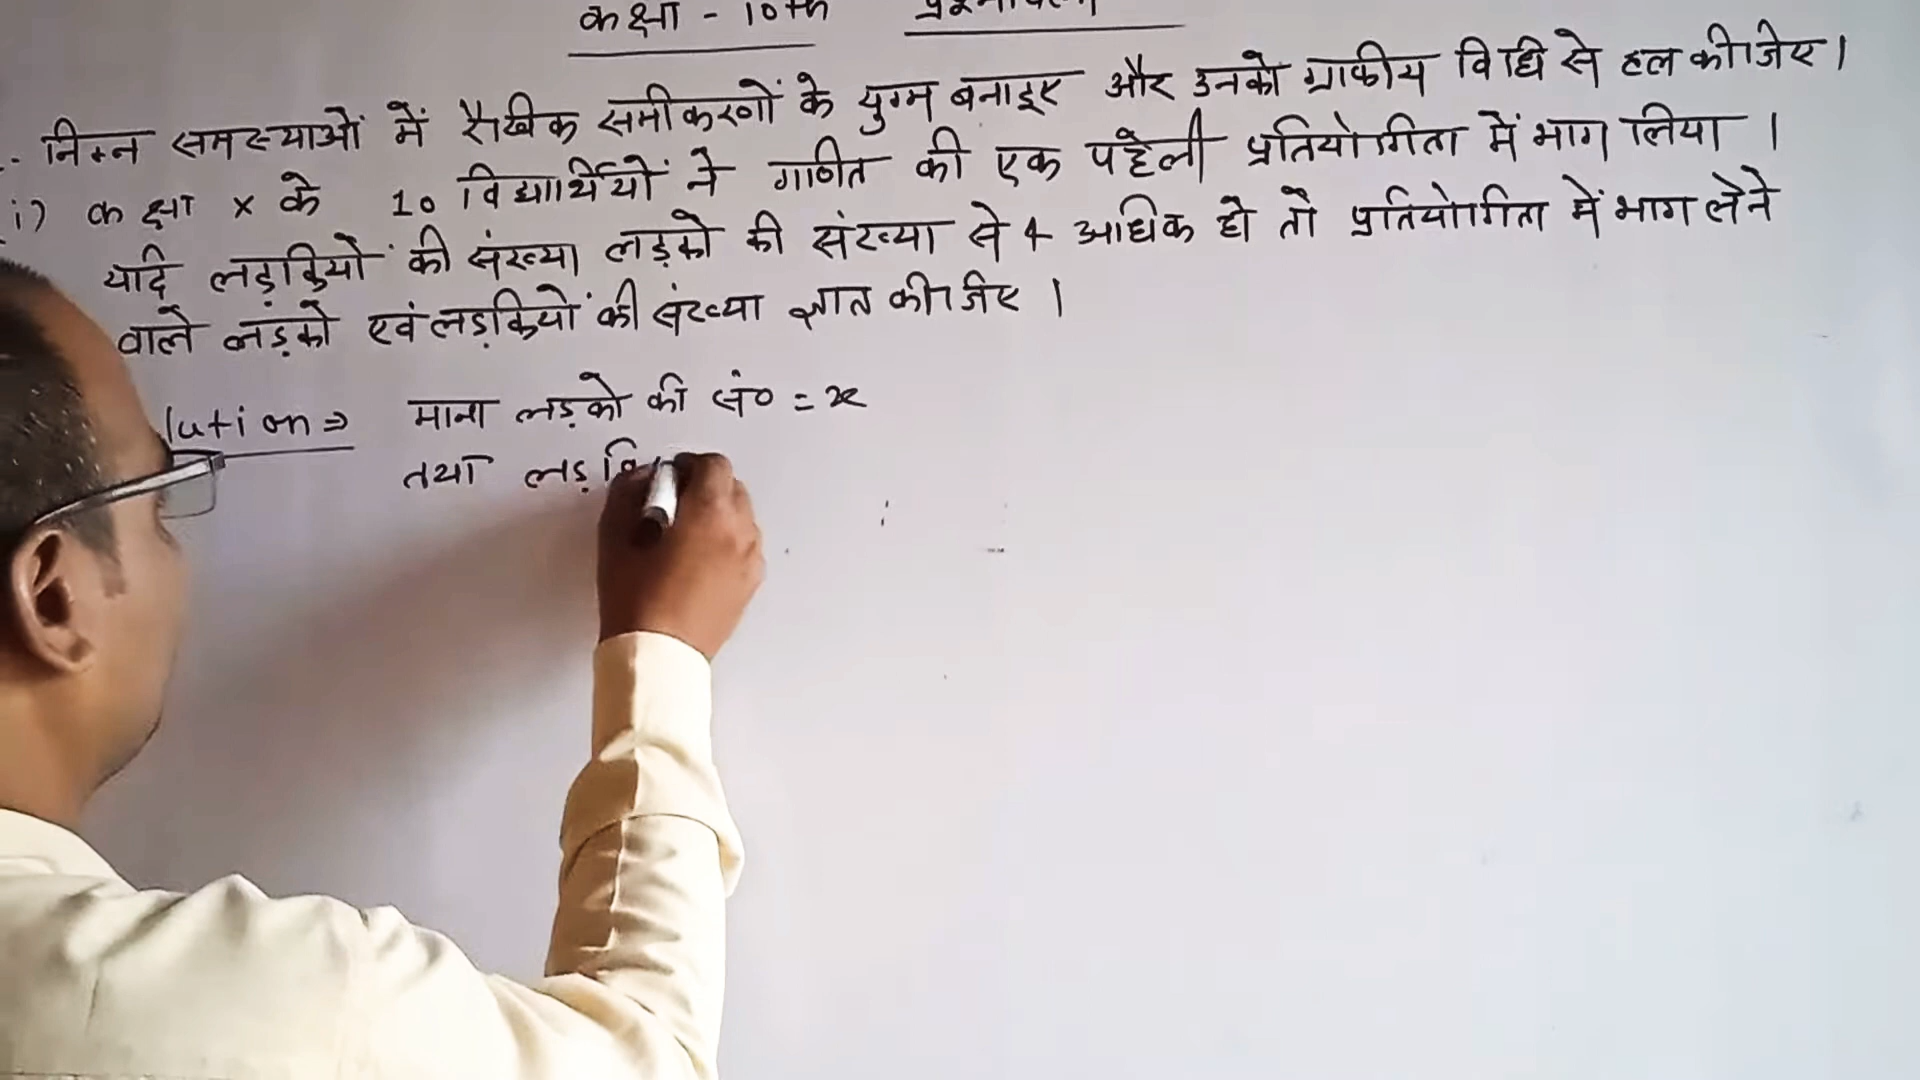 कक्षा - 10th
निम्न समस्याओं में रैखिक समीकरणों के युग्म बनाइए और उनको ग्राफीय विधि से हल कीजिए।
i) कक्षा x के 10 विद्यार्थियों ने गणित की एक पहेली प्रतियोगिता में भाग लिया ।
यदि लड़कियों की संख्या लड़को की संख्या से 4 अधिक हो तो प्रतियोगिता में भाग लेने
वाले लड़को एवं लड़कियों की संख्या ज्ञात कीजिए ।
lution ⇒ माना लड़को की सं० = x
तथा